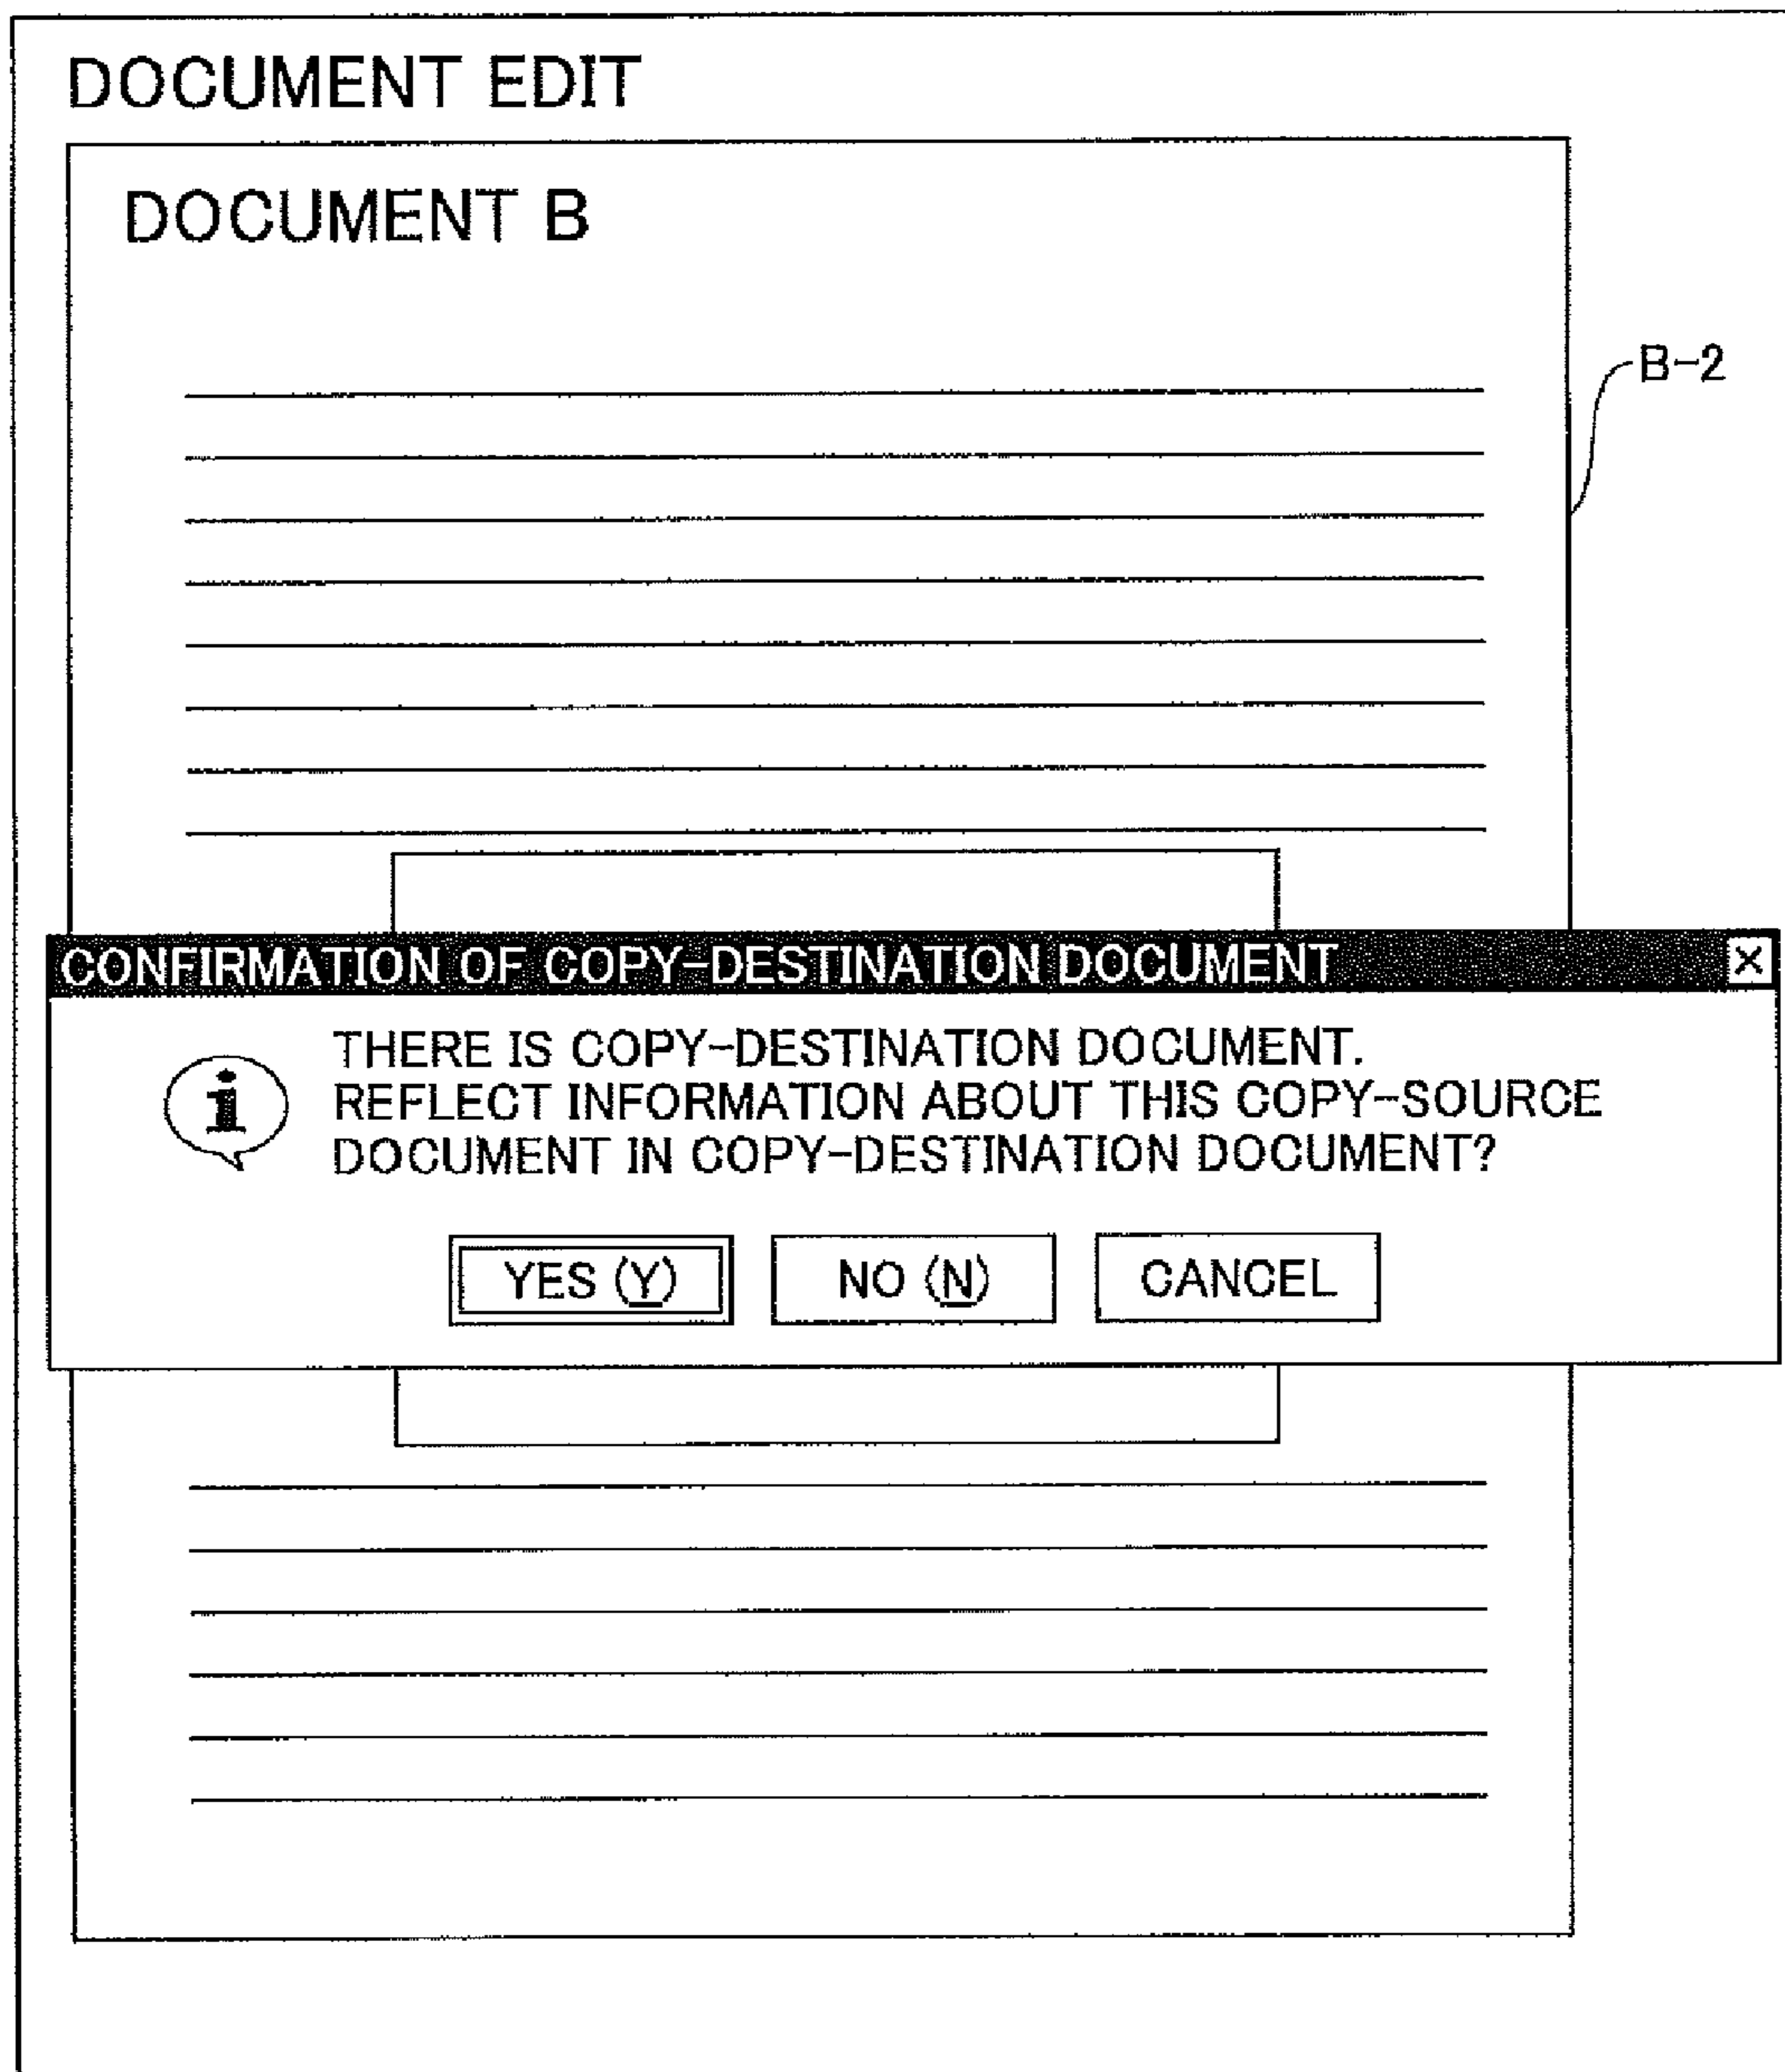 DOCUMENT EDIT
DOCUMENT B
B-2
CONFIRMATION OF COPY-DESTINATION DOCUMENT
THERE IS COPY-DESTINATION DOCUMENT.
REFLECT INFORMATION ABOUT THIS COPY-SOURCE
DOCUMENT IN COPY-DESTINATION DOCUMENT?
YES (Y) NO (N) CANCEL